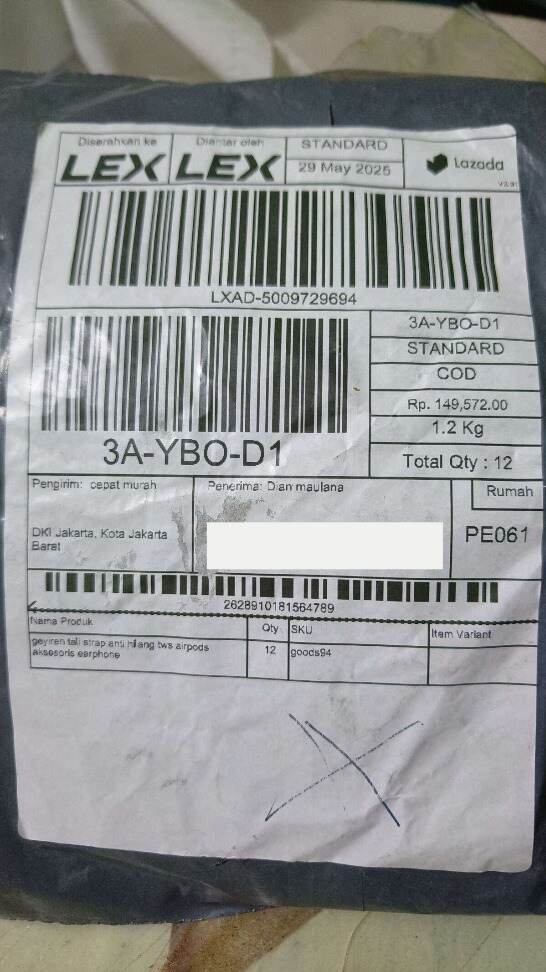 Diserahkan ke
LEX
Diantar oleh
LEX
STANDARD
29 May 2025
Lazada
LXAD-5009729694
3A-YBO-D1
3A-YBO-D1
STANDARD
COD
Rp. 149,572.00
1.2 Kg
Total Qty : 12
Pengirim: cepat murah
DKI Jakarta, Kota Jakarta
Barat
Penerima: Dian maulana
Rumah
PE061
2628910181564789
Nama Produk
Qty
SKU
Item Variant
geyiren tali strap anti hilang tws airpods
aksesoris earphone
12
goods94